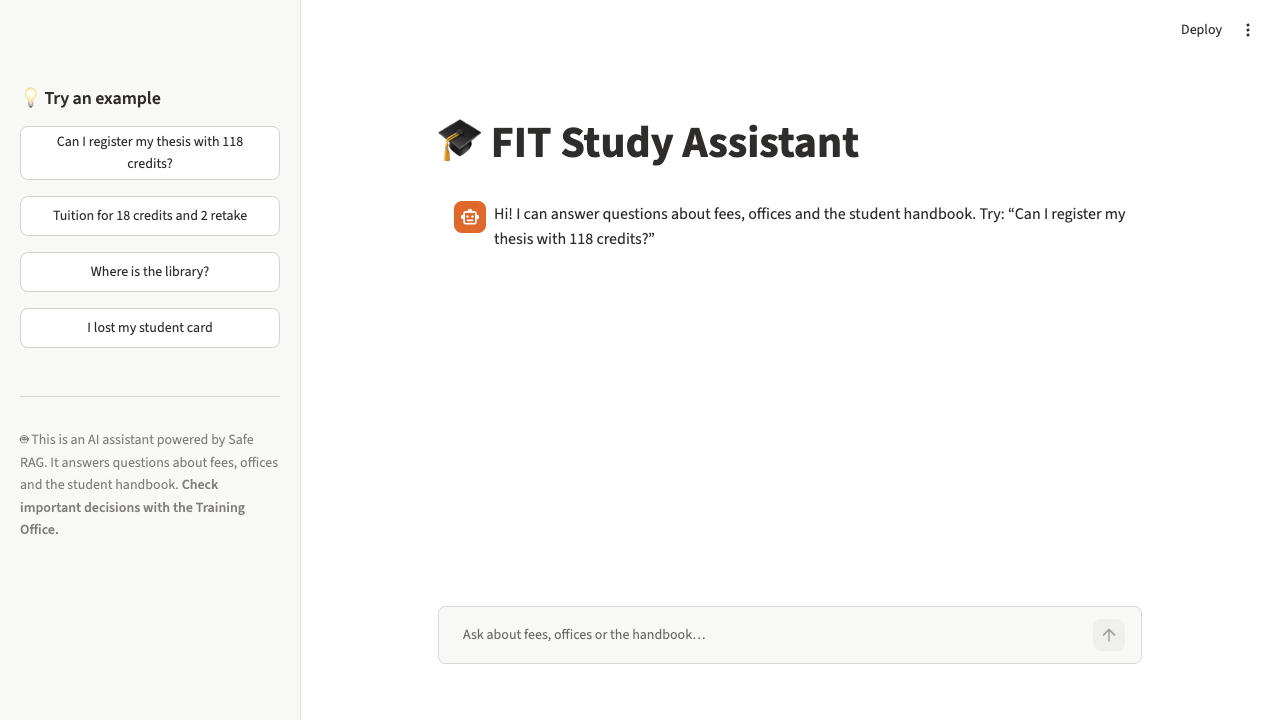 Deploy
💡 Try an example
Can I register my thesis with 118
credits?
Tuition for 18 credits and 2 retake
Where is the library?
I lost my student card
This is an AI assistant powered by Safe
RAG. It answers questions about fees, offices
and the student handbook. Check
important decisions with the Training
Office.
🎓 FIT Study Assistant
Hi! I can answer questions about fees, offices and the student handbook. Try: “Can I register my
thesis with 118 credits?”
Ask about fees, offices or the handbook…